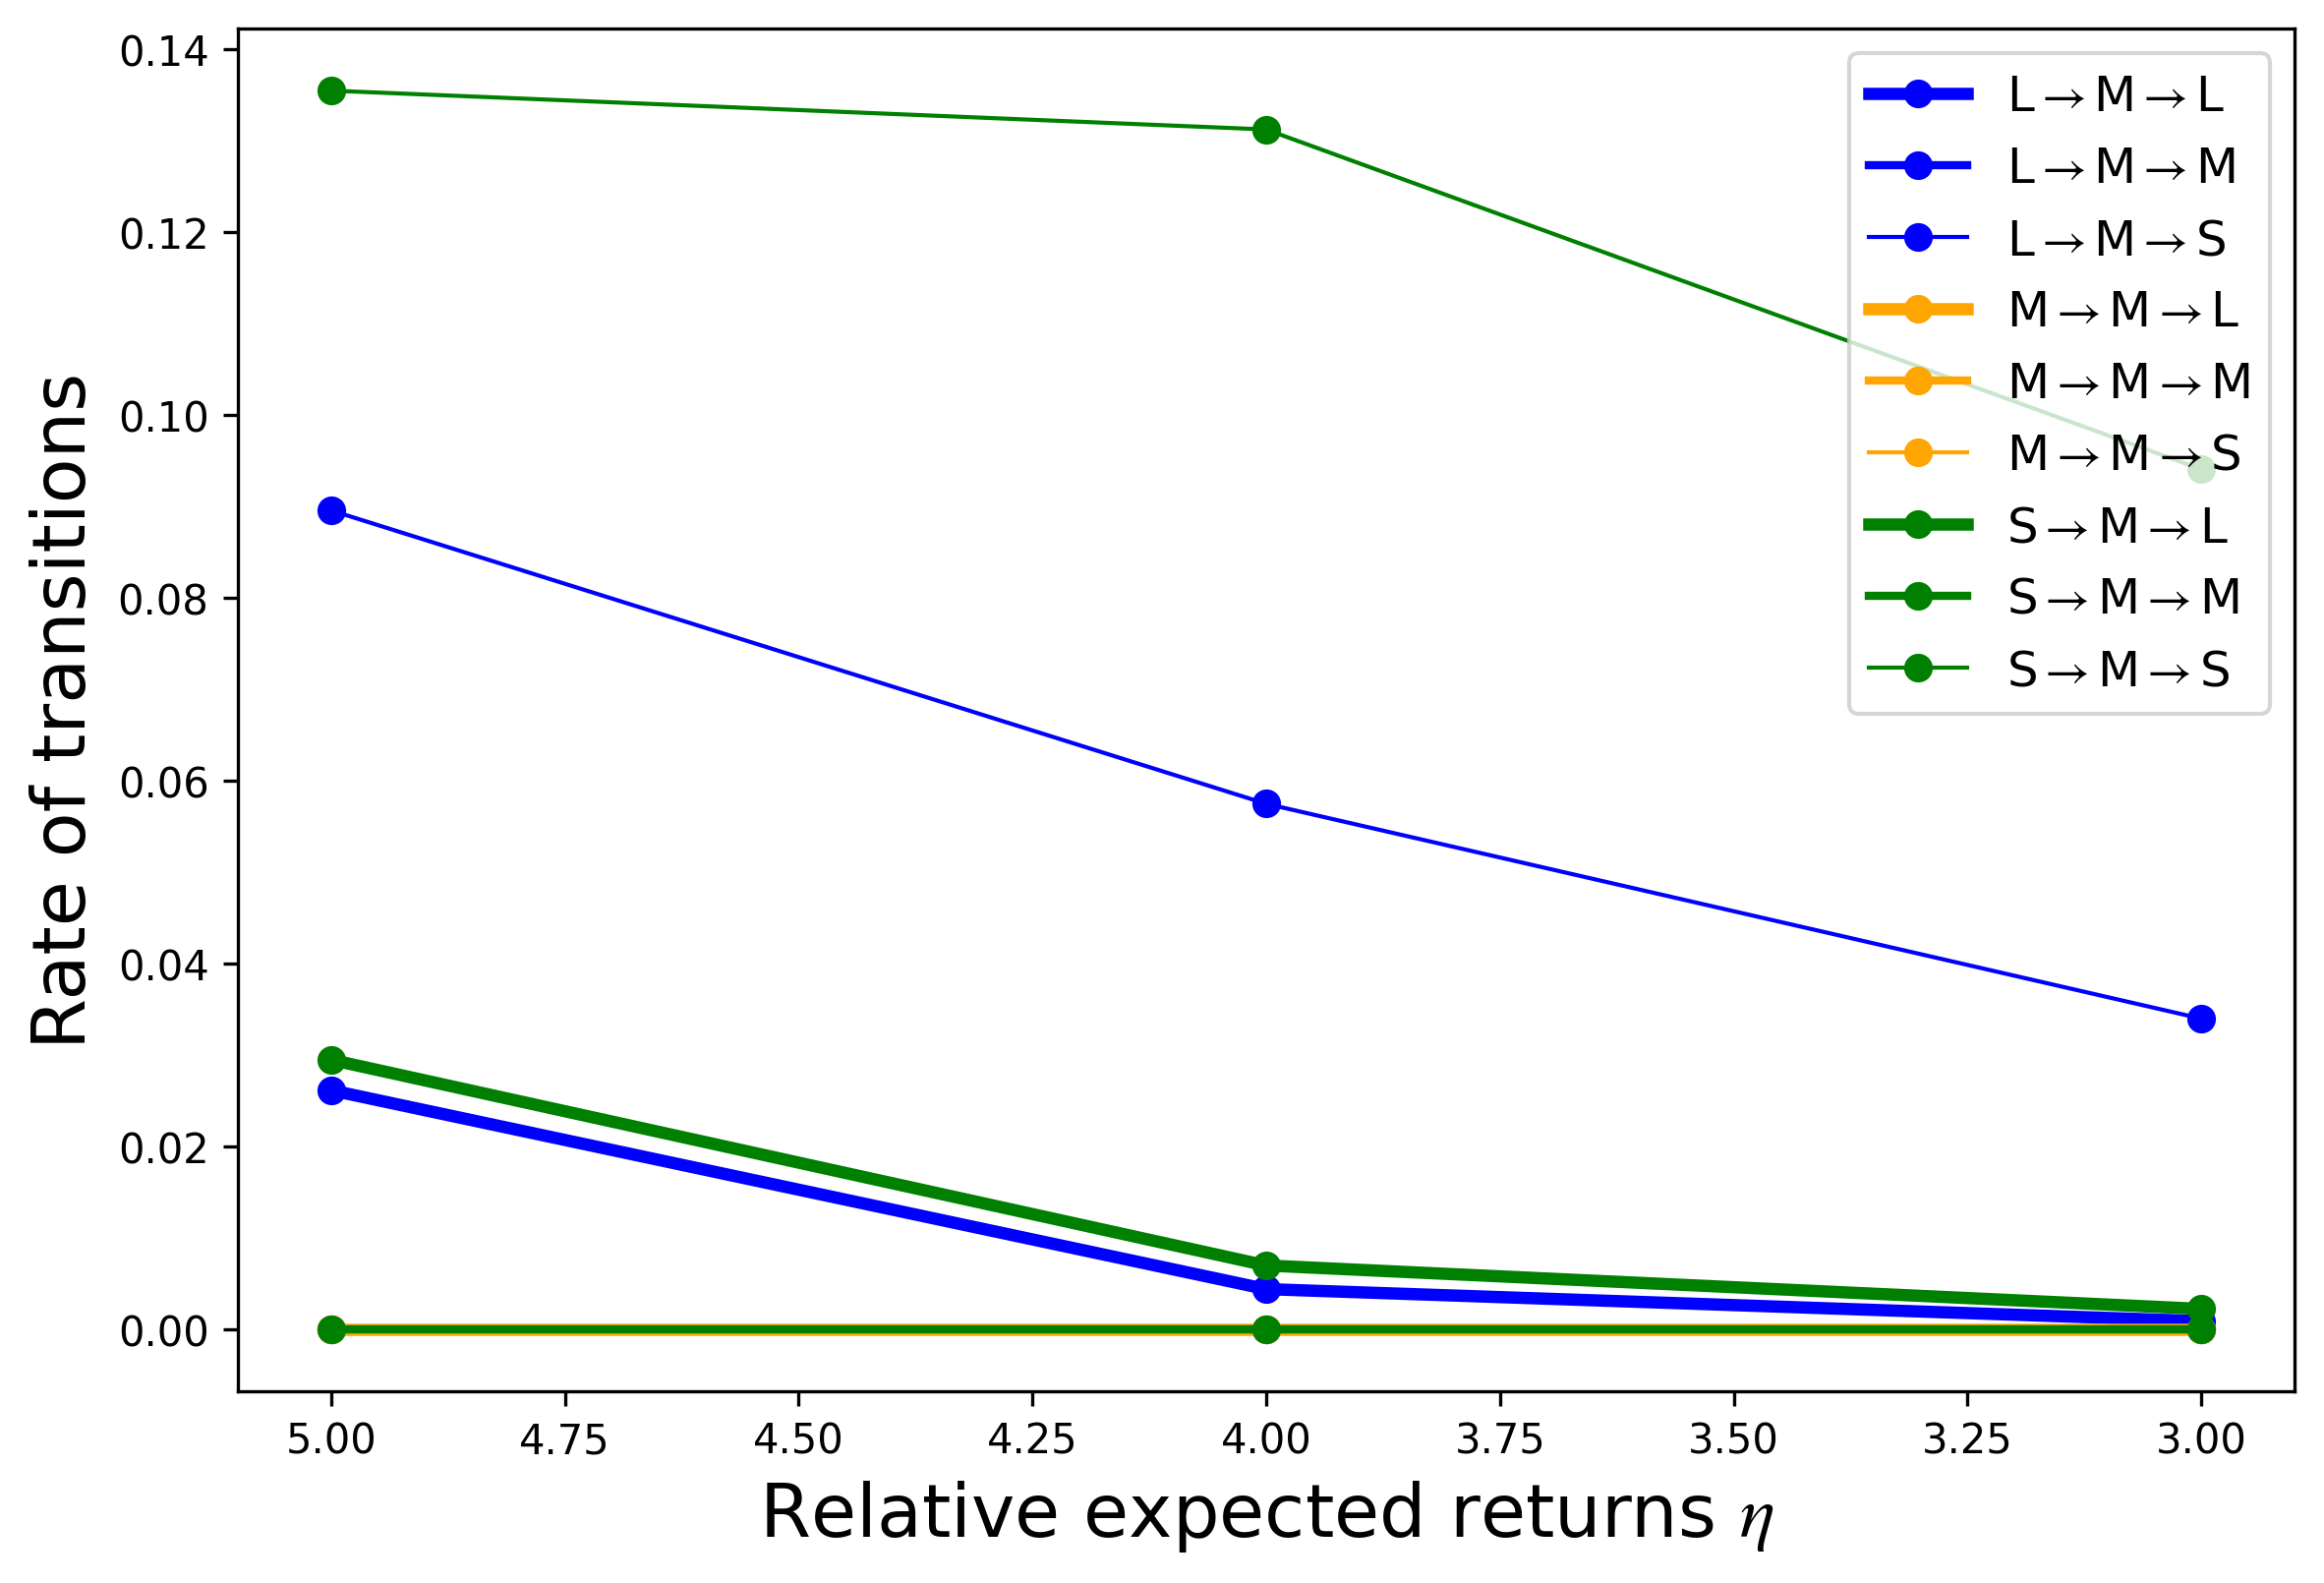 0.14
0.12
0.10
0.08
0.06
0.04
0.02
0.00
Rate of transitions
L→M→L
L→M→M
L→M→S
M→M→L
M→M→M
M→M→S
S→M→L
S→M→M
S→M→S
5.00 4.75 4.50 4.25 4.00 3.75 3.50 3.25 3.00
Relative expected returns η